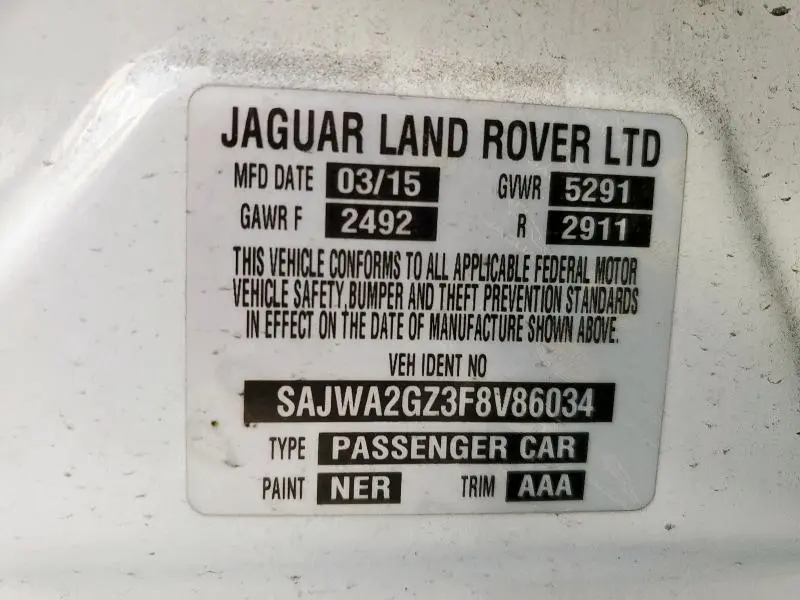 JAGUAR LAND ROVER LTD
MFD DATE 03/15 GVWR 5291
GAWR F 2492 R 2911
THIS VEHICLE CONFORMS TO ALL APPLICABLE FEDERAL MOTOR
VEHICLE SAFETY,BUMPER AND THEFT PREVENTION STANDARDS
IN EFFECT ON THE DATE OF MANUFACTURE SHOWN ABOVE.
VEH IDENT NO
SAJWA2GZ3F8V86034
TYPE PASSENGER CAR
PAINT NER TRIM AAA